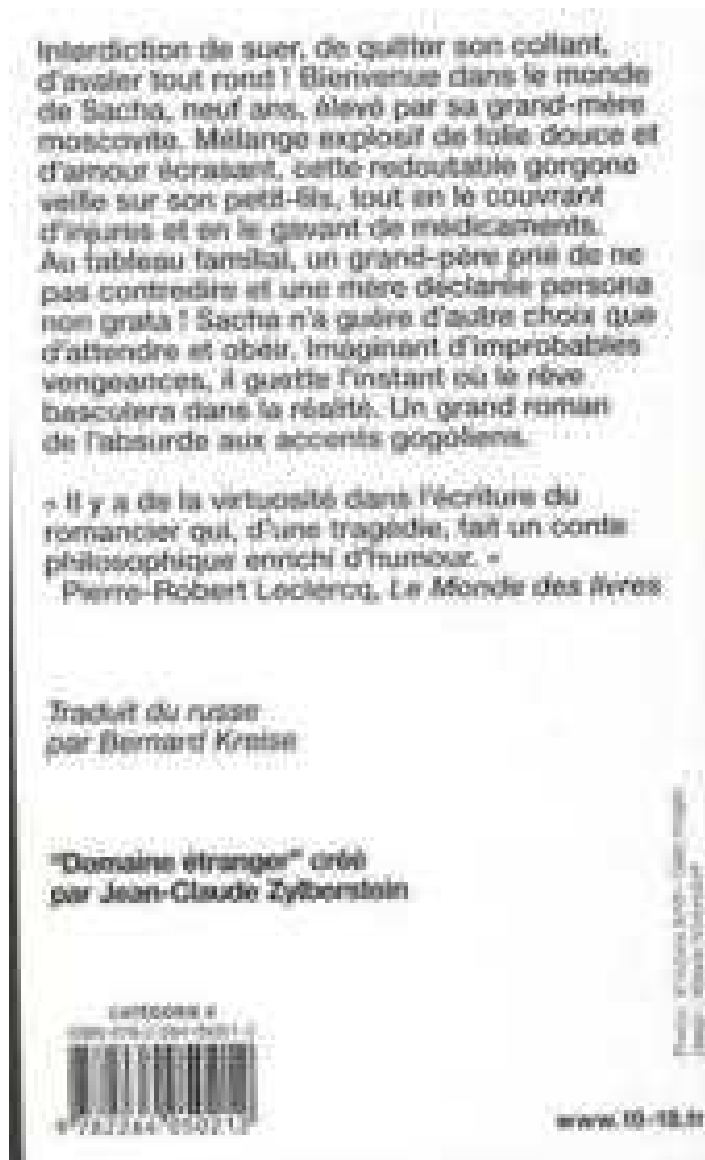 Interdiction de suer, de quitter son collant,
d'avaler tout rond ! Bienvenue dans le monde
de Sacha, neuf ans, élevé par sa grand-mère
moscovite. Mélange explosif de folie douce et
d'amour écrasant, cette redoutable gorgone
veille sur son petit-fils, tout en le couvrant
d'injures et en le gavant de médicaments.
Au tableau familial, un grand-père prié de ne
pas contredire et une mère déclarée persona
non grata ! Sacha n'a guère d'autre choix que
d'attendre et obéir. Imaginant d'improbables
vengeances, il guette l'instant où le rêve
basculera dans la réalité. Un grand roman
de l'absurde aux accents gogoliens.
« Il y a de la virtuosité dans l'écriture du
romancier qui, d'une tragédie, fait un conte
philosophique enrichi d'humour. »
Pierre-Robert Leclercq, Le Monde des livres
Traduit du russe
par Bernard Kreise
"Domaine étranger" créé
par Jean-Claude Zylberstein
9 782264 050212
www.10-18.fr